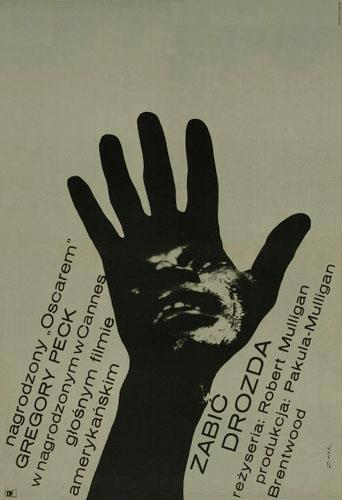 nagrodzony „Oscarem"
GREGORY PECK
w nagrodzonym w Cannes
głośnym filmie
amerykańskim
ZABIĆ
DROZDA
reżyseria: Robert Mulligan
produkcja: Pakula-Mulligan
Brentwood